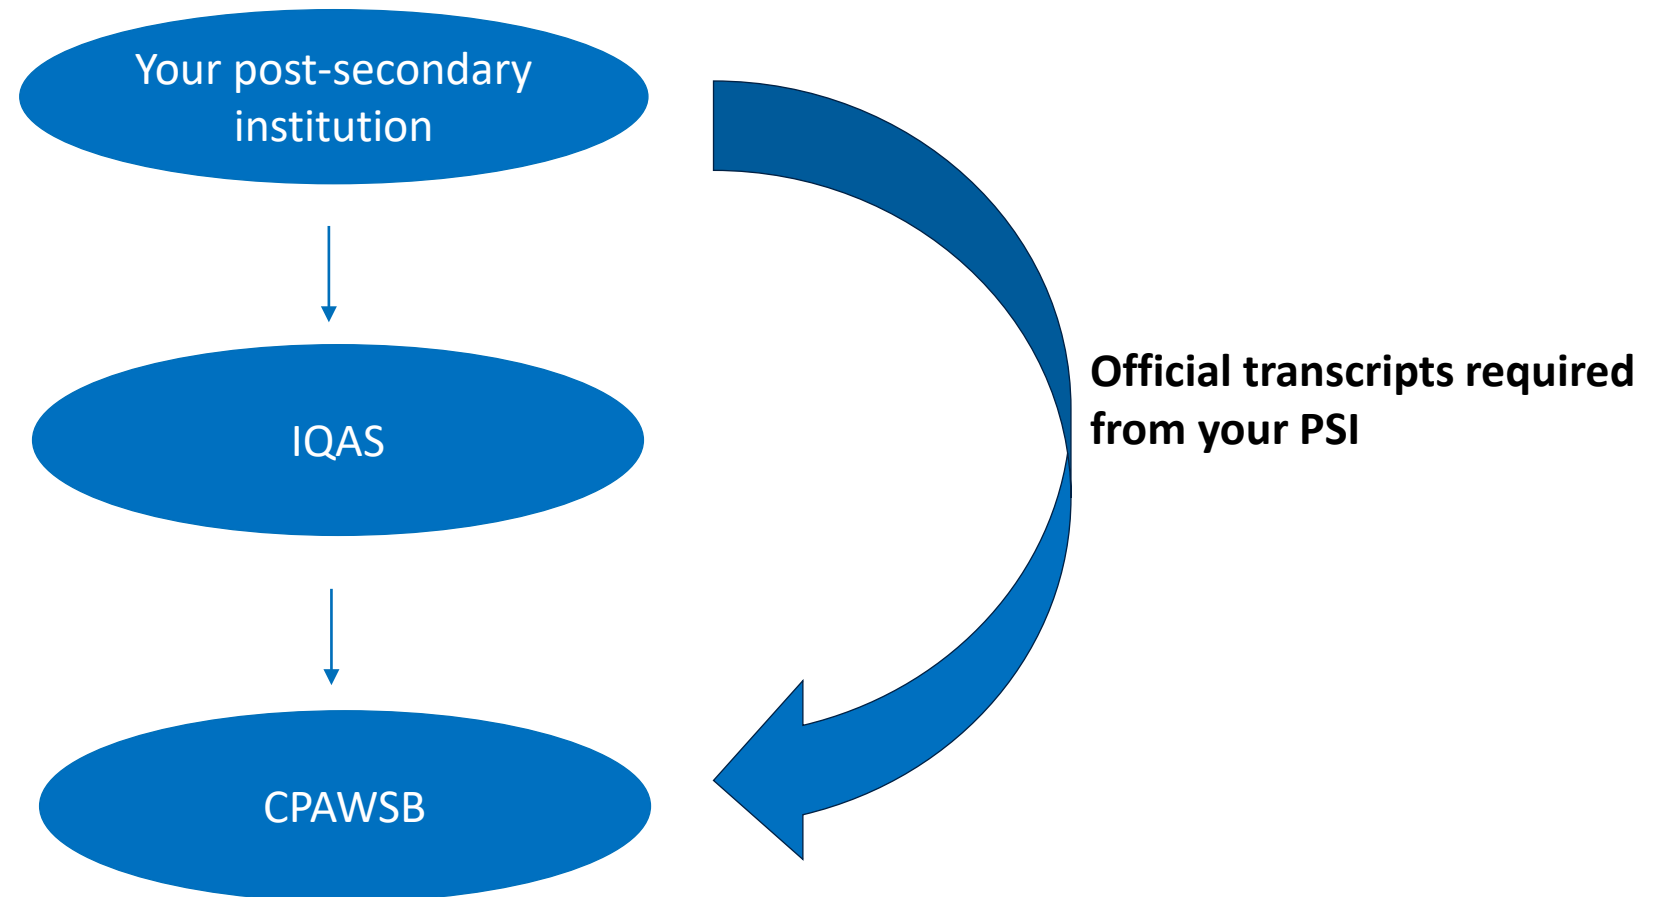 Your post-secondary
institution
IQAS
Official transcripts required
from your PSI
CPAWSB